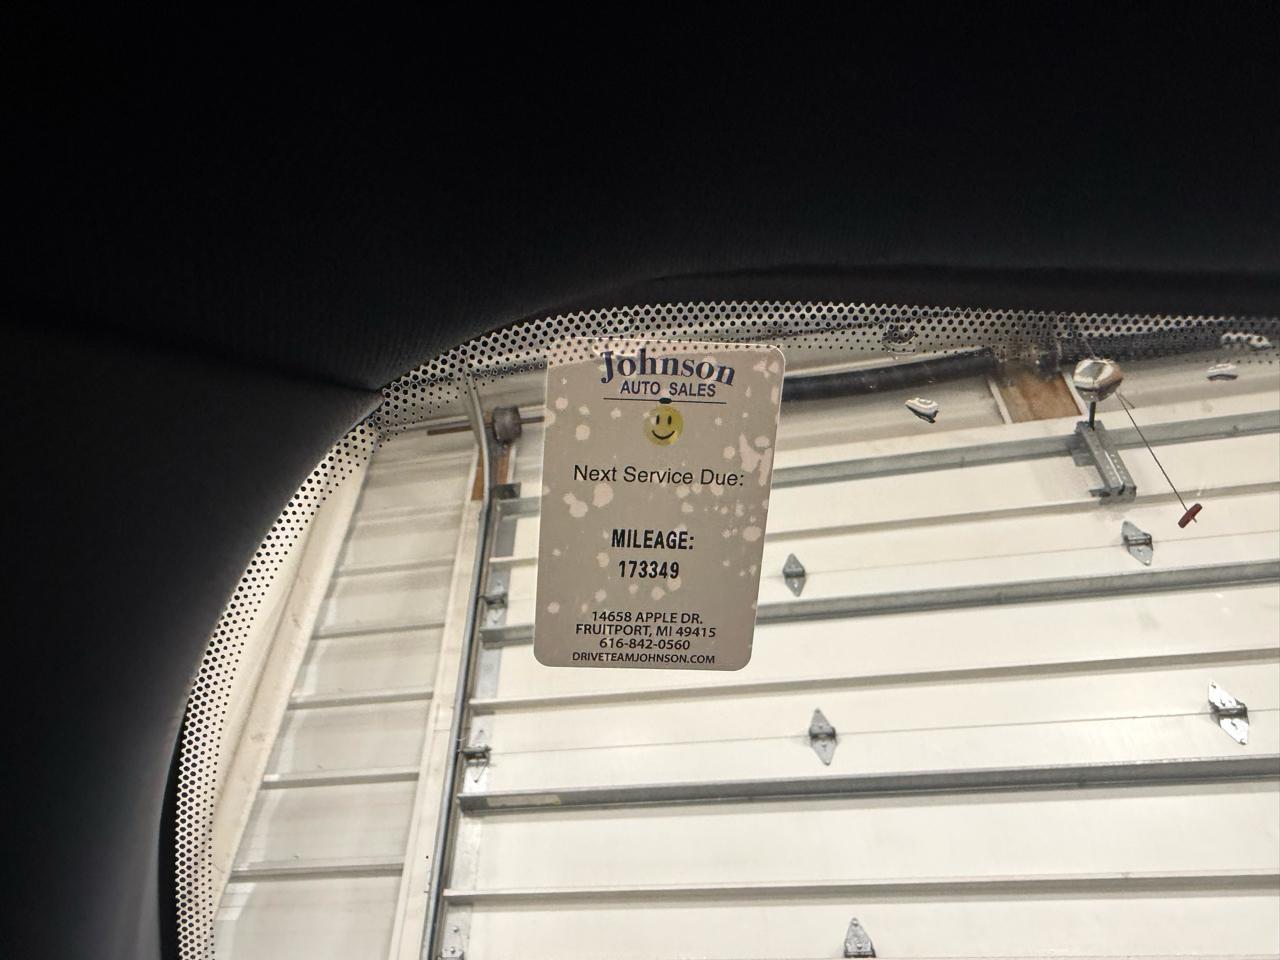 Johnson
AUTO SALES
Next Service Due:
MILEAGE:
173349
14658 APPLE DR.
FRUITPORT, MI 49415
616-842-0560
DRIVETEAMJOHNSON.COM